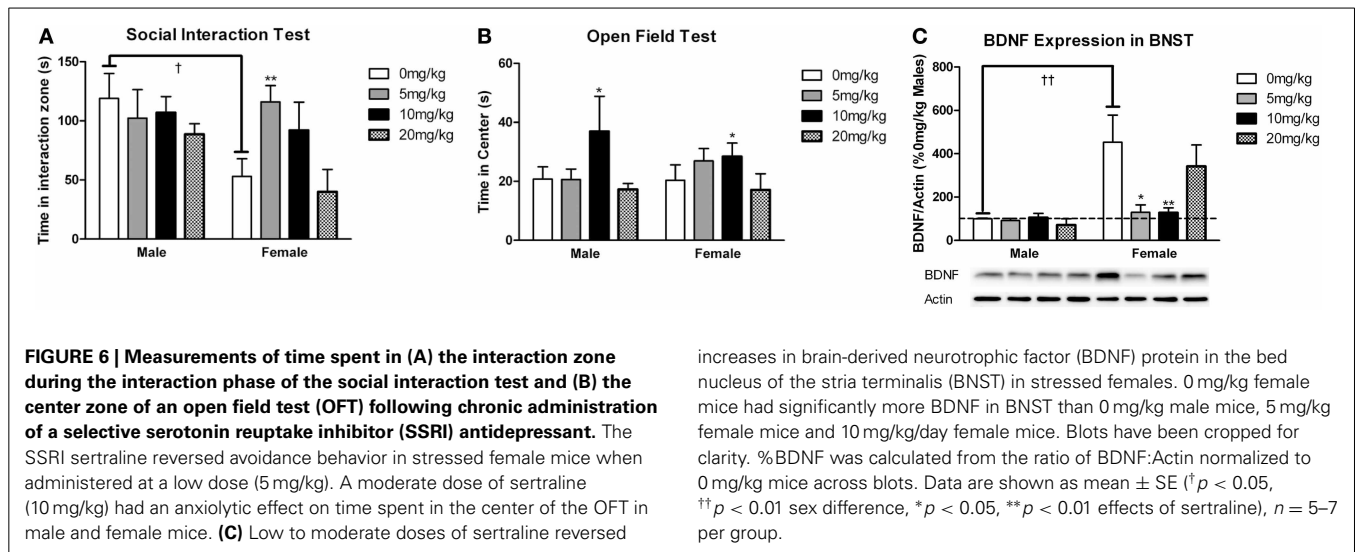 A
Social Interaction Test
Time in interaction zone (s)
150
100
50
0
†
**
Male
Female
0mg/kg
5mg/kg
10mg/kg
20mg/kg
B
Open Field Test
Time in Center (s)
60
40
20
0
*
*
Male
Female
0mg/kg
5mg/kg
10mg/kg
20mg/kg
C
BDNF Expression in BNST
BDNF/Actin (%0mg/kg Males)
800
600
400
200
100
0
††
*
**
Male
Female
0mg/kg
5mg/kg
10mg/kg
20mg/kg
BDNF
Actin
FIGURE 6 | Measurements of time spent in (A) the interaction zone
during the interaction phase of the social interaction test and (B) the
center zone of an open field test (OFT) following chronic administration
of a selective serotonin reuptake inhibitor (SSRI) antidepressant. The
SSRI sertraline reversed avoidance behavior in stressed female mice when
administered at a low dose (5 mg/kg). A moderate dose of sertraline
(10 mg/kg) had an anxiolytic effect on time spent in the center of the OFT in
male and female mice. (C) Low to moderate doses of sertraline reversed
increases in brain-derived neurotrophic factor (BDNF) protein in the bed
nucleus of the stria terminalis (BNST) in stressed females. 0 mg/kg female
mice had significantly more BDNF in BNST than 0 mg/kg male mice, 5 mg/kg
female mice and 10 mg/kg/day female mice. Blots have been cropped for
clarity. %BDNF was calculated from the ratio of BDNF:Actin normalized to
0 mg/kg mice across blots. Data are shown as mean ± SE (†p < 0.05,
††p < 0.01 sex difference, *p < 0.05, **p < 0.01 effects of sertraline), n = 5–7
per group.